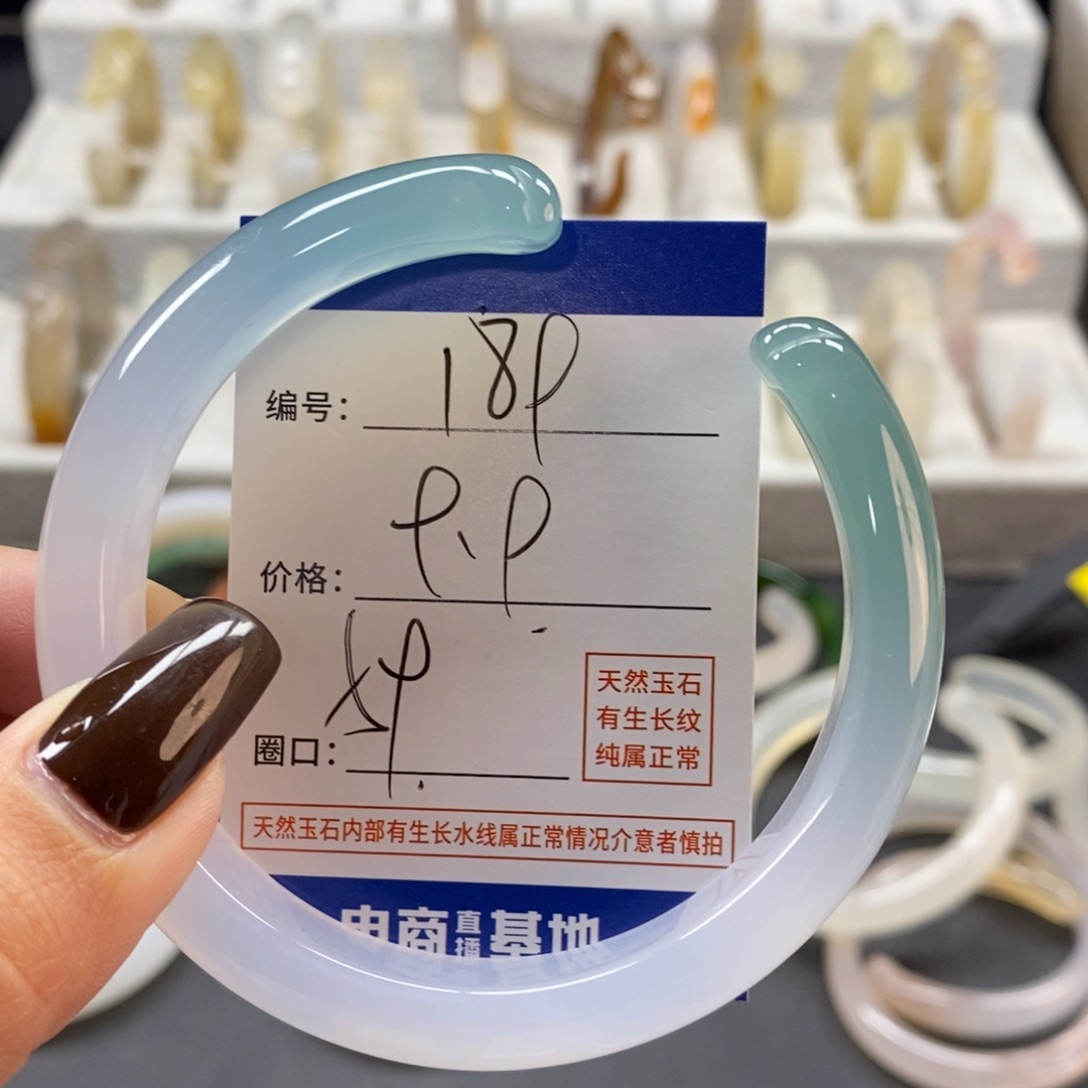 编号：189
价格：
圈口：
天然玉石
有生长纹
纯属正常
天然玉石内部有生长水线属正常情况介意者慎拍
电商直播基地